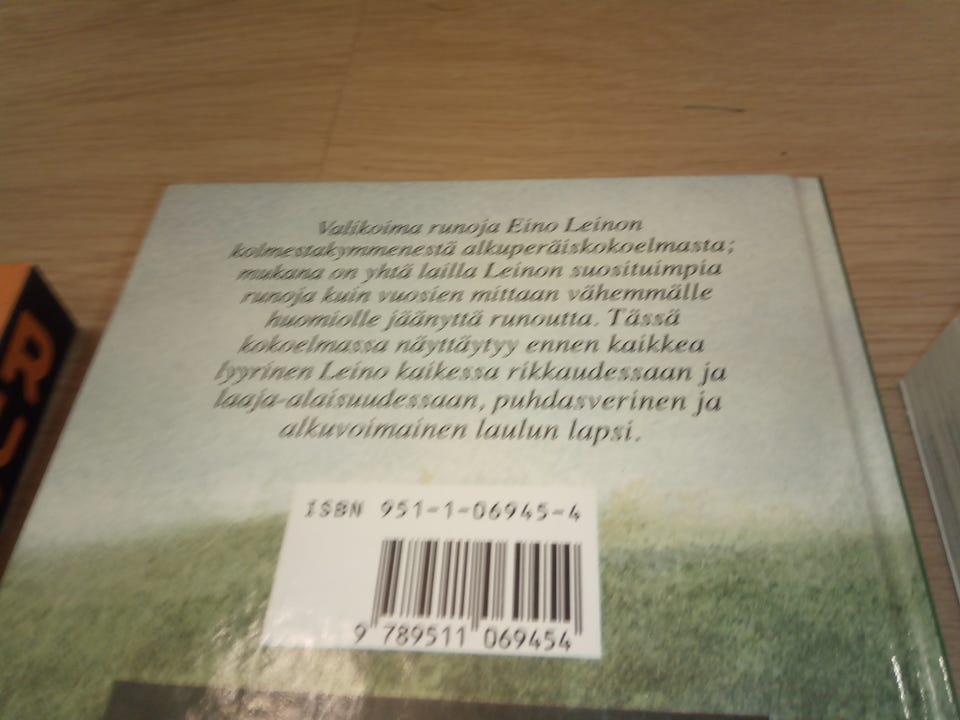 Valikoima runoja Eino Leinon
kolmestakymmenestä alkuperäiskokoelmasta;
mukana on yhtä lailla Leinon suosituimpia
runoja kuin vuosien mittaan vähemmälle
huomiolle jäänyttä runoutta. Tässä
kokoelmassa näyttäytyy ennen kaikkea
lyyrinen Leino kaikessa rikkaudessaan ja
laaja-alaisuudessaan, puhdasverinen ja
alkuvoimainen laulun lapsi.
ISBN 951-1-06945-4
9 789511 069454